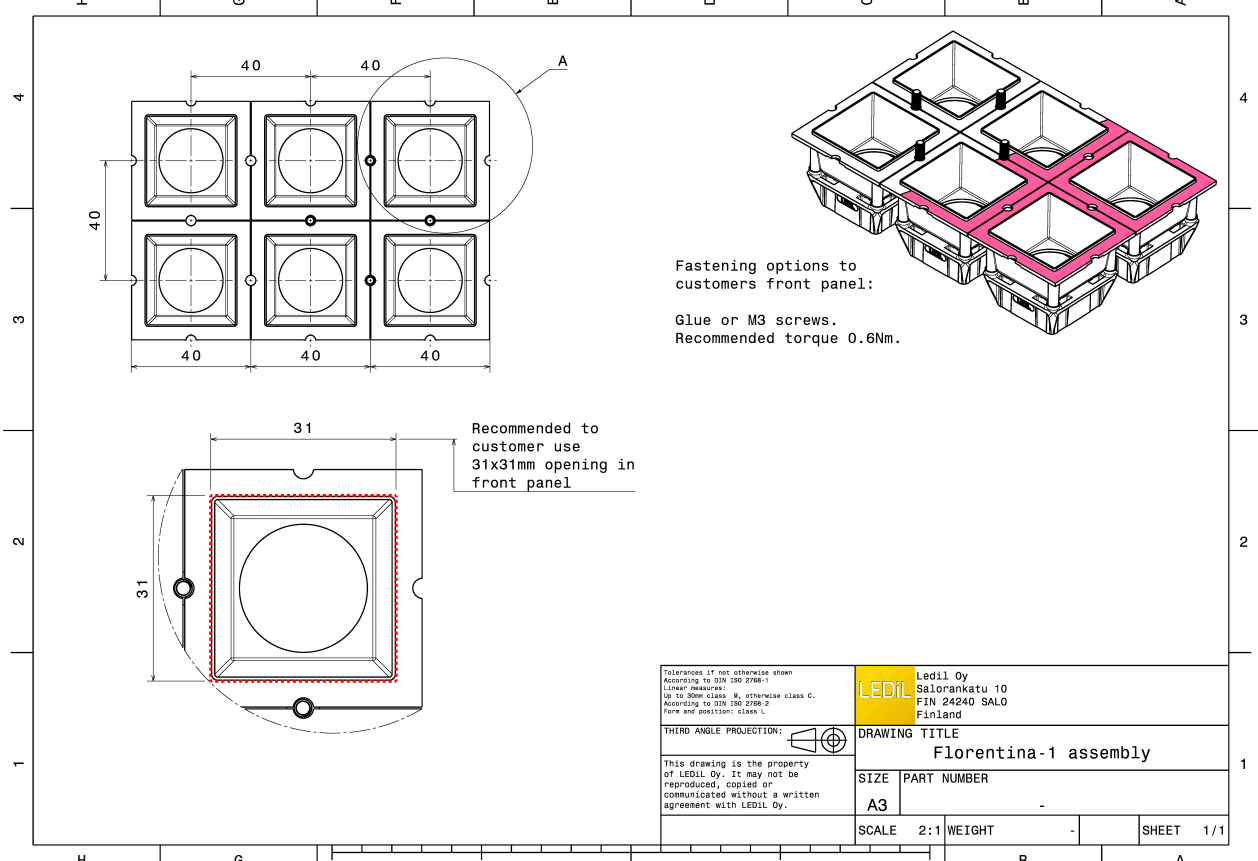 40
40
A
4
4
40
Fastening options to
customers front panel:
3
3
Glue or M3 screws.
Recommended torque 0.6Nm.
40
40
40
31
Recommended to
customer use
31x31mm opening in
front panel
2
2
31
Tolerances if not otherwise shown
According to DIN ISO 2768-1
Linear measures:
Up to 30mm class M, otherwise class C.
According to DIN ISO 2768-2
Form and position: class L
LEDiL
Ledil Oy
Salorankatu 10
FIN 24240 SALO
Finland
THIRD ANGLE PROJECTION:
DRAWING TITLE
Florentina-1 assembly
1
1
This drawing is the property
of LEDiL Oy. It may not be
reproduced, copied or
communicated without a written
agreement with LEDiL Oy.
SIZE
PART NUMBER
A3
-
SCALE 2:1
WEIGHT -
SHEET 1/1
H
G
B
A